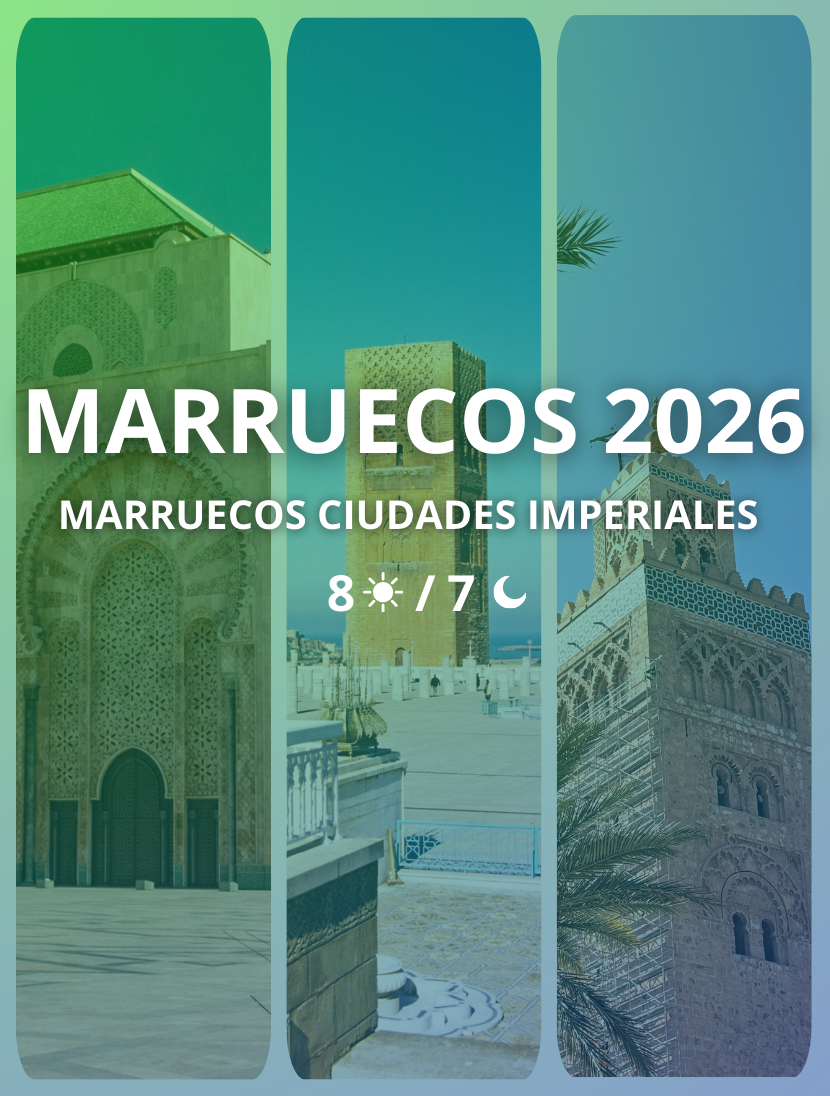 MARRUECOS 2026
MARRUECOS CIUDADES IMPERIALES
8☀/7☾